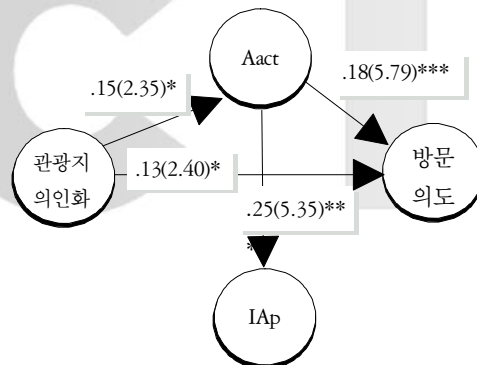 Aact
.18(5.79)***
.15(2.35)*
관광지
의인화
.13(2.40)*
방문
의도
.25(5.35)**
*
IAp